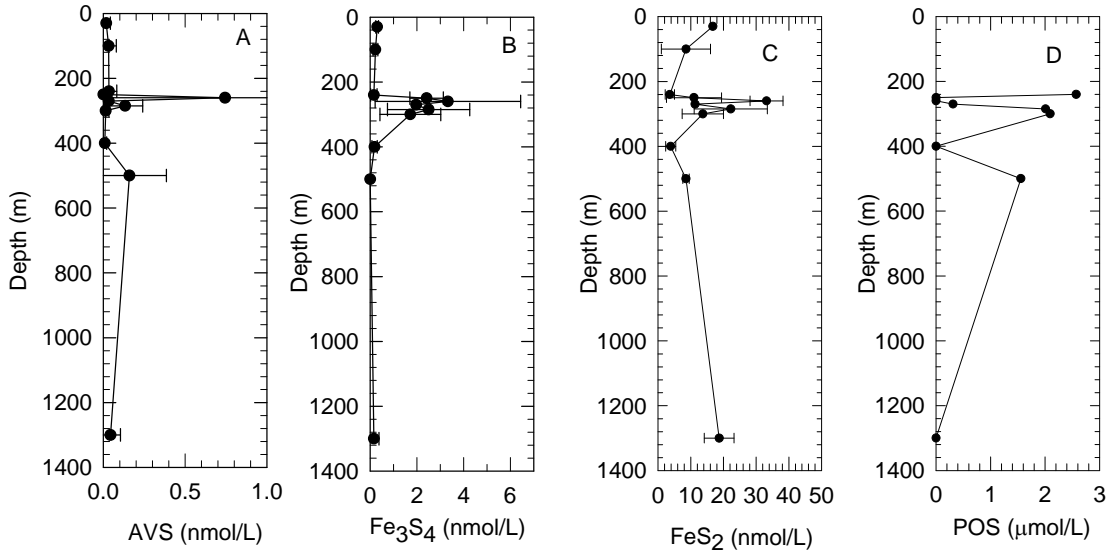 A
0
200
400
600
800
1000
1200
1400
Depth (m)
0.0 0.5 1.0
AVS (nmol/L)
B
0
200
400
600
800
1000
1200
1400
Depth (m)
0 2 4 6
Fe3S4 (nmol/L)
C
0
200
400
600
800
1000
1200
1400
Depth (m)
0 10 20 30 40 50
FeS2 (nmol/L)
D
0
200
400
600
800
1000
1200
1400
Depth (m)
0 1 2 3
POS (μmol/L)